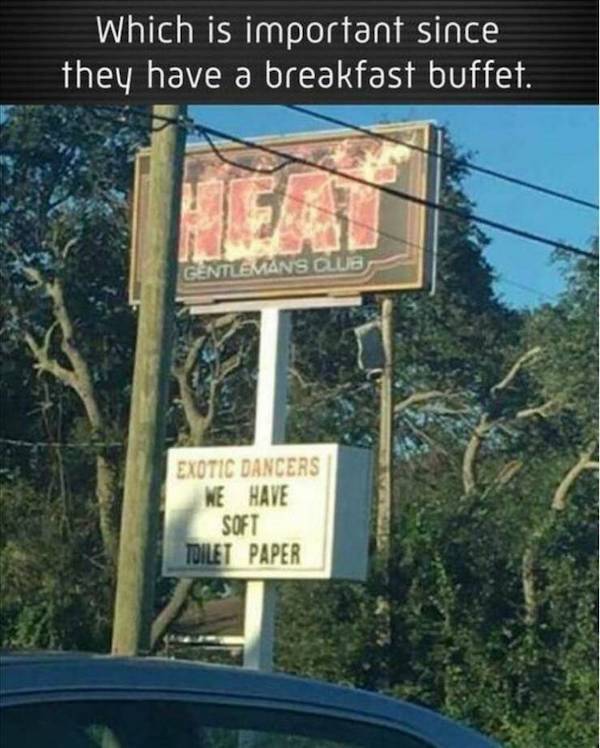 Which is important since
they have a breakfast buffet.
HEAT
GENTLEMAN'S CLUB
EXOTIC DANCERS
WE HAVE
SOFT
TOILET PAPER